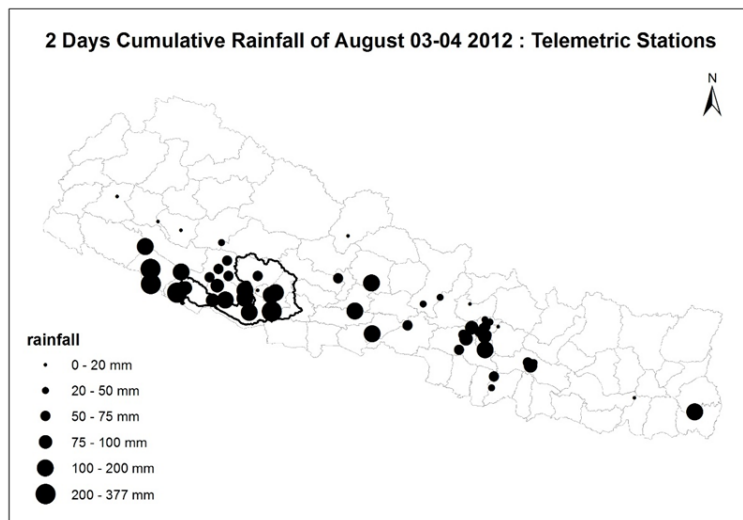 2 Days Cumulative Rainfall of August 03-04 2012 : Telemetric Stations
N
rainfall
0 - 20 mm
20 - 50 mm
50 - 75 mm
75 - 100 mm
100 - 200 mm
200 - 377 mm